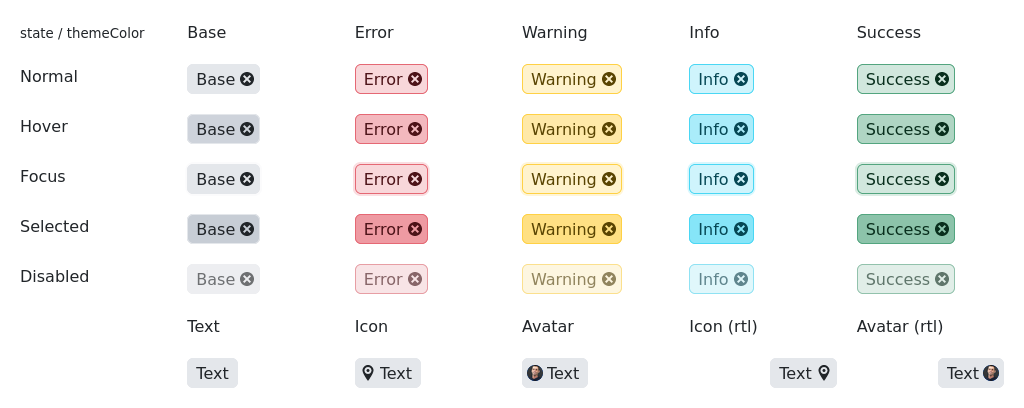 state / themeColor Base Error Warning Info Success
Normal Base Error Warning Info Success
Hover Base Error Warning Info Success
Focus Base Error Warning Info Success
Selected Base Error Warning Info Success
Disabled Base Error Warning Info Success
Text Icon Avatar Icon (rtl) Avatar (rtl)
Text Text Text Text Text